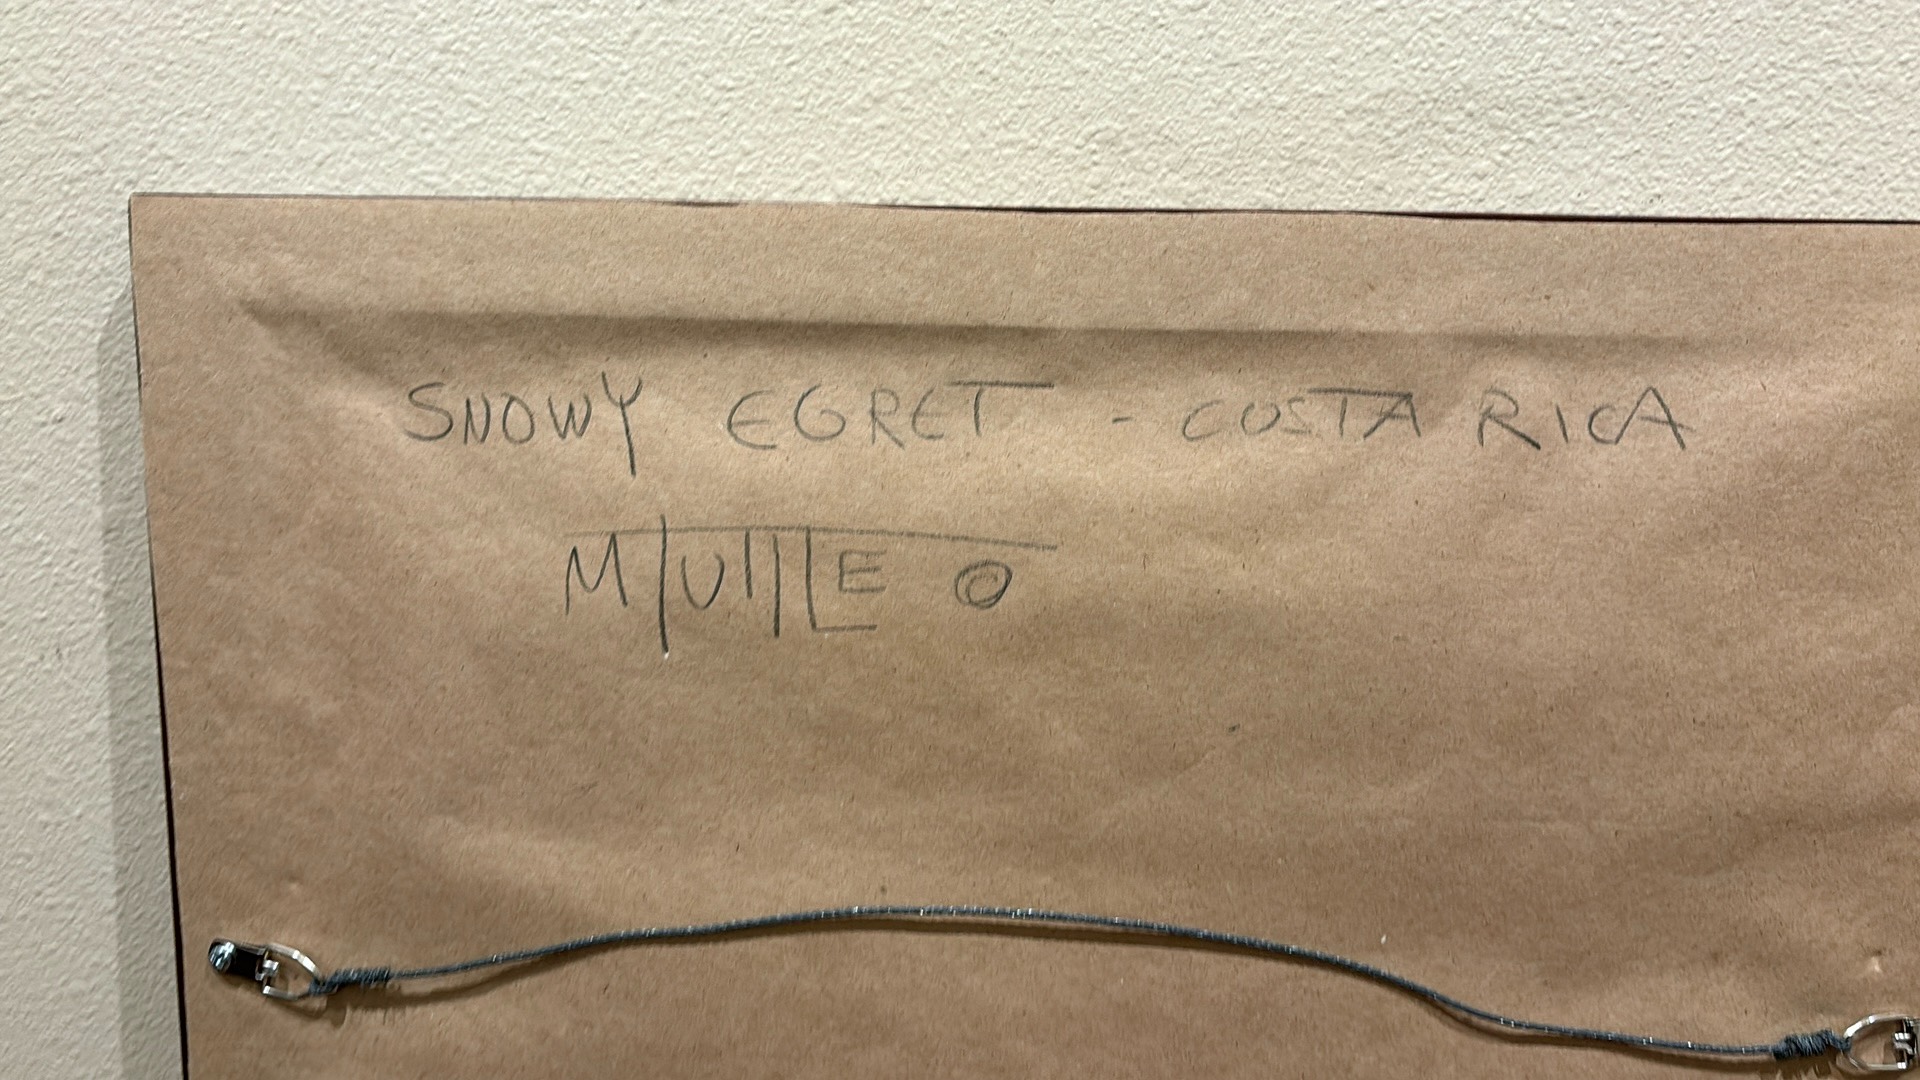 SNOWY EGRET - COSTA RICA